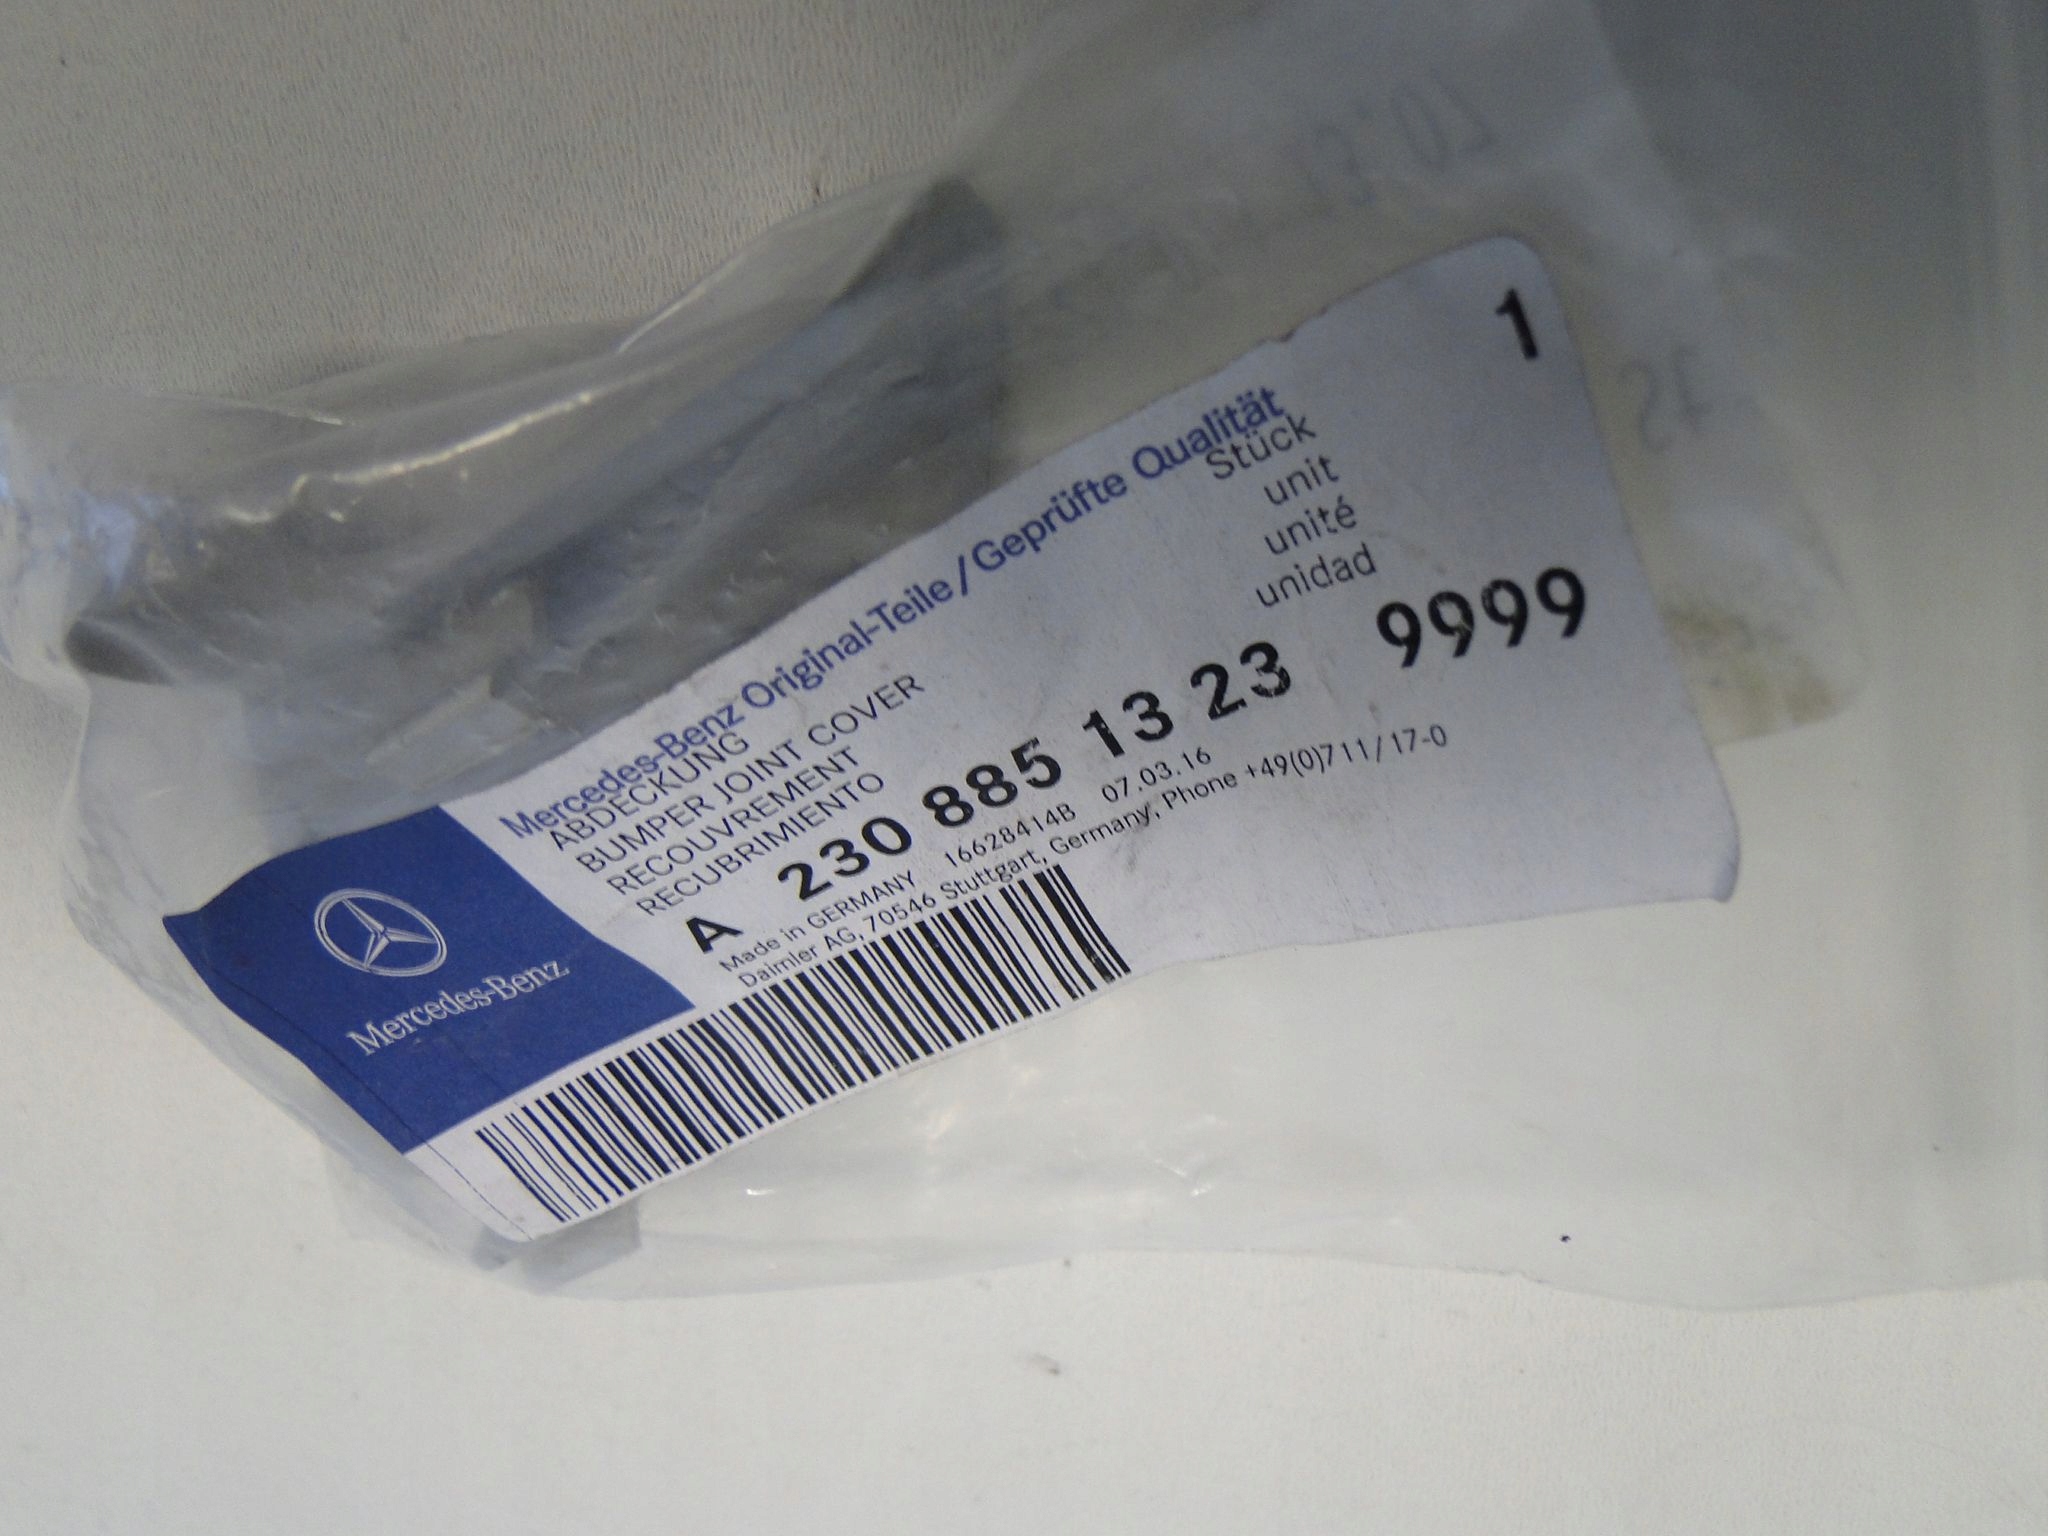 Mercedes-Benz Original-Teile/Geprüfte Qualität
ABDECKUNG
BUMPER JOINT COVER
RECOUVREMENT
RECUBRIMIENTO
Stück
unit
unité
unidad
1
A 230 885 13 23 9999
Made in GERMANY 16628414B 07.03.16
Daimler AG, 70546 Stuttgart, Germany, Phone +49(0)711/17-0
Mercedes-Benz